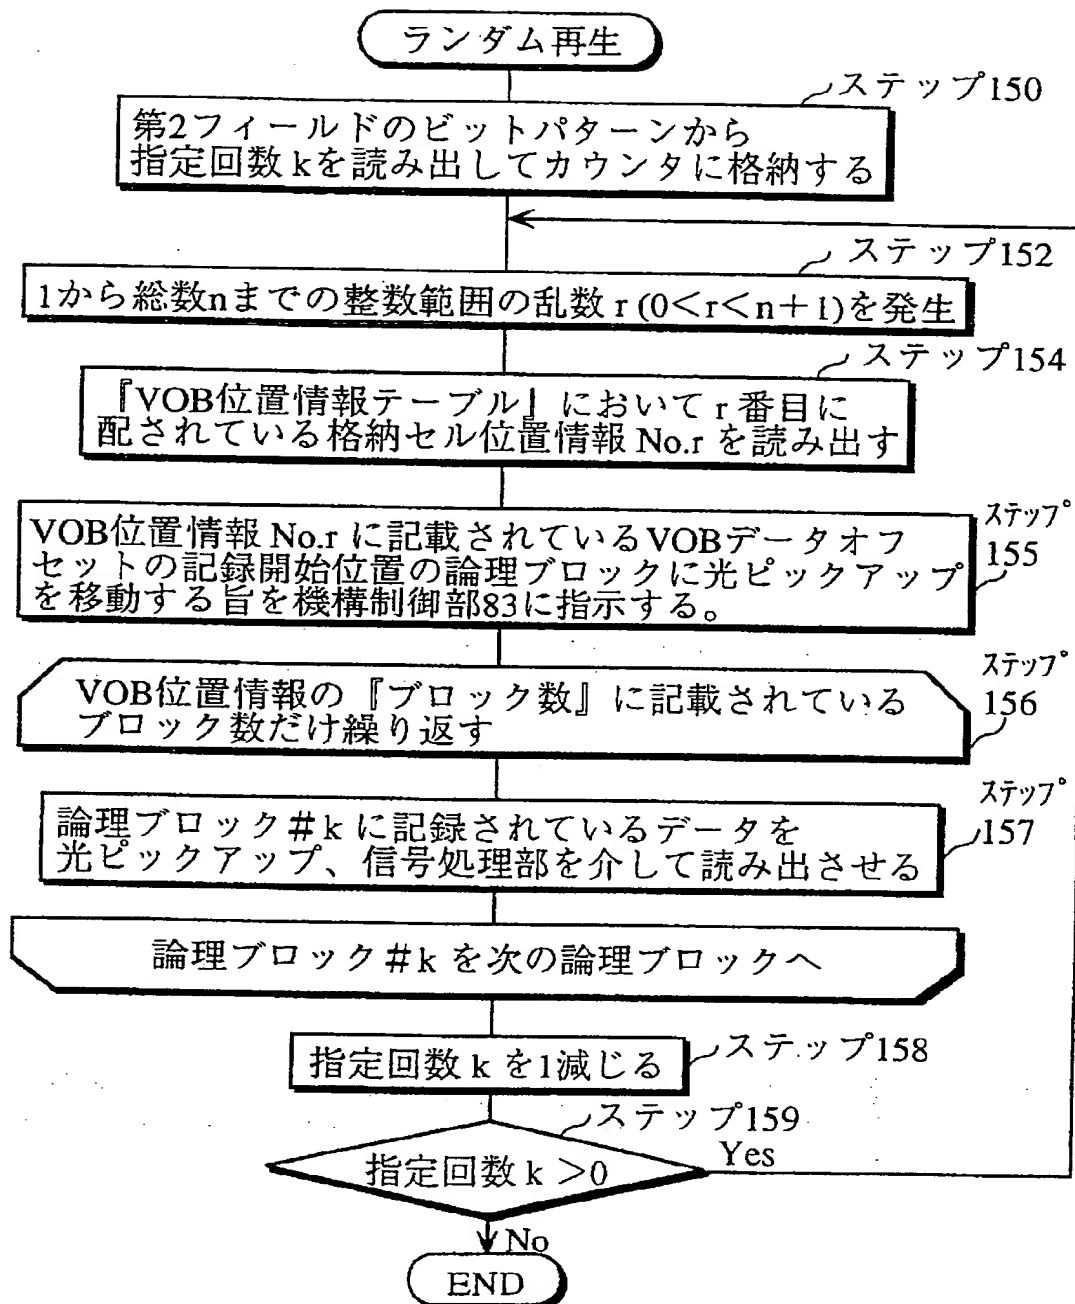 ランダム再生
ステップ150
第2フィールドのビットパターンから
指定回数kを読み出してカウンタに格納する
ステップ152
1から総数nまでの整数範囲の乱数r(0<r<n+1)を発生
ステップ154
『VOB位置情報テーブル』においてr番目に
配されている格納セル位置情報No.rを読み出す
ステップ
155
VOB位置情報No.rに記載されているVOBデータオフ
セットの記録開始位置の論理ブロックに光ピックアップ
を移動する旨を機構制御部83に指示する。
ステップ
156
VOB位置情報の『ブロック数』に記載されている
ブロック数だけ繰り返す
ステップ
157
論理ブロック#kに記録されているデータを
光ピックアップ、信号処理部を介して読み出させる
論理ブロック#kを次の論理ブロックへ
指定回数kを1減じる
ステップ158
ステップ159
指定回数k>0
Yes
No
END